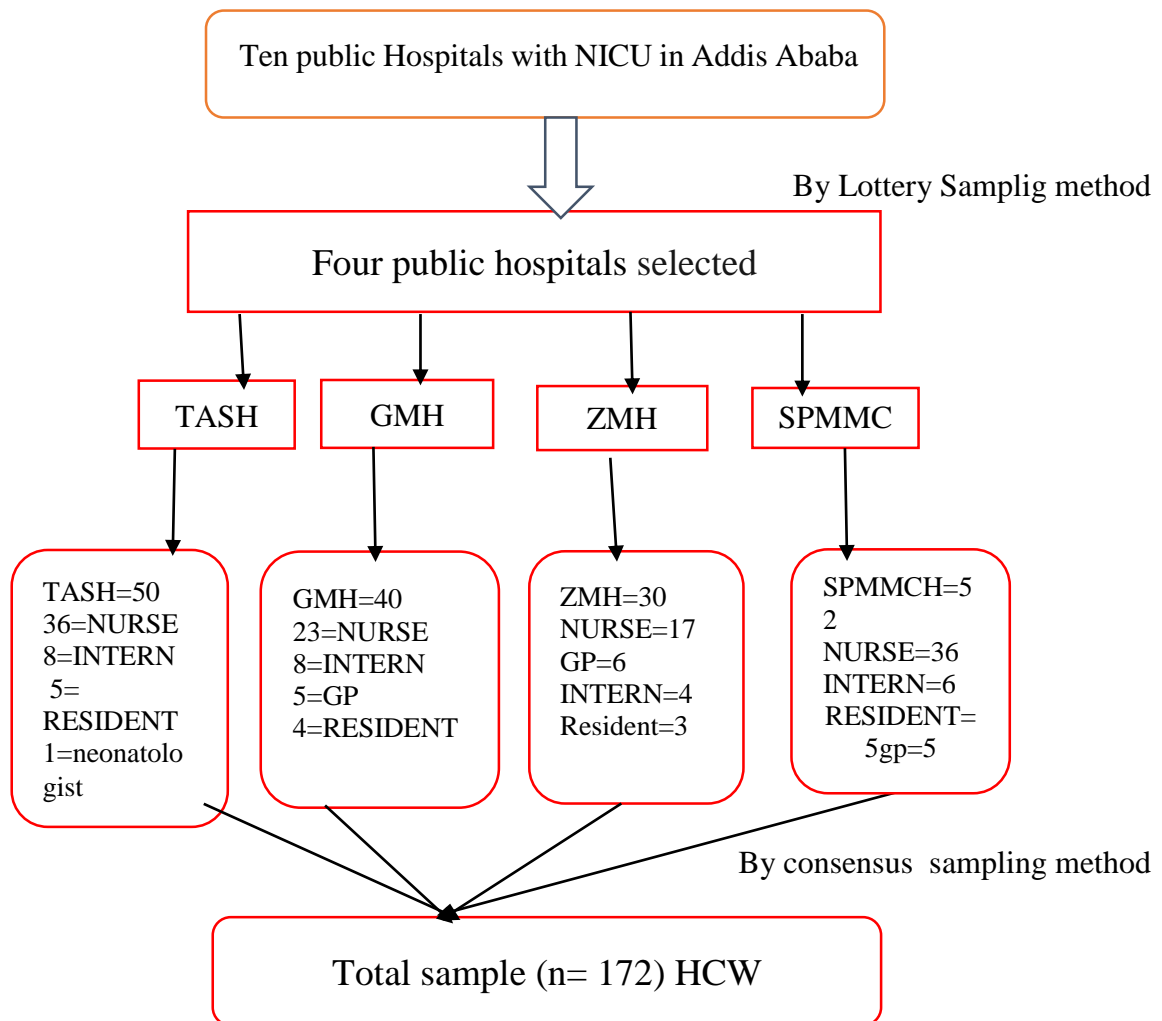 Ten public Hospitals with NICU in Addis Ababa
By Lottery Samplig method
Four public hospitals selected
TASH
GMH
ZMH
SPMMC
TASH=50
36=NURSE
8=INTERN
5=
RESIDENT
1=neonatolo
gist
GMH=40
23=NURSE
8=INTERN
5=GP
4=RESIDENT
ZMH=30
NURSE=17
GP=6
INTERN=4
Resident=3
SPMMCH=5
2
NURSE=36
INTERN=6
RESIDENT=
5gp=5
By consensus sampling method
Total sample (n= 172) HCW